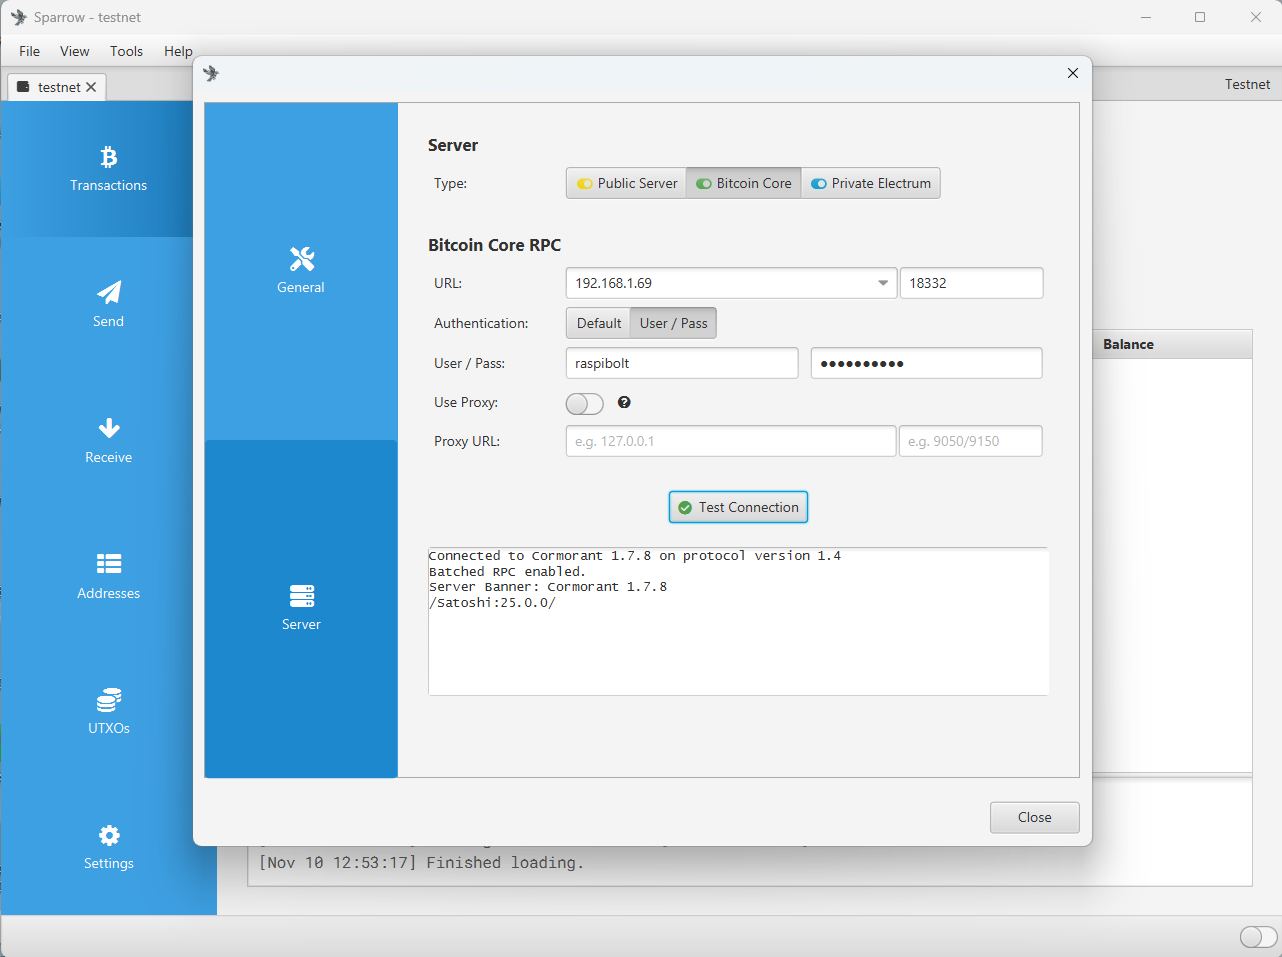 Sparrow - testnet
File View Tools Help
testnet
Testnet
Transactions
Send
Receive
Addresses
UTXOs
Settings
General
Server
Server
Type: Public Server Bitcoin Core Private Electrum
Bitcoin Core RPC
URL: 192.168.1.69 18332
Authentication: Default User / Pass
User / Pass: raspibolt ●●●●●●●●●●
Use Proxy:
Proxy URL: e.g. 127.0.0.1 e.g. 9050/9150
Test Connection
Connected to Cormorant 1.7.8 on protocol version 1.4
Batched RPC enabled.
Server Banner: Cormorant 1.7.8
/Satoshi:25.0.0/
Close
Balance
[Nov 10 12:53:17] Finished loading.